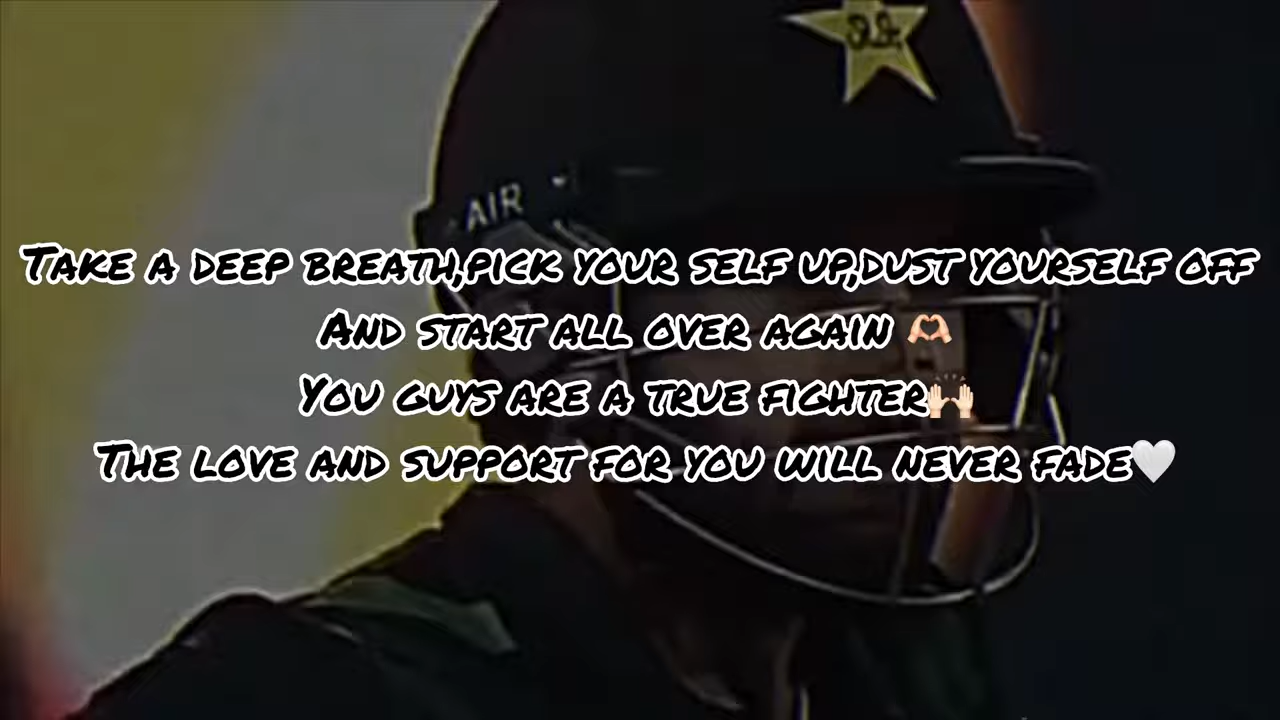 AIR
Take a deep breath,pick your self up,dust yourself off
And start all over again 🫶🏻
You guys are a true fighter🙌🏻
The love and support for you will never fade🤍